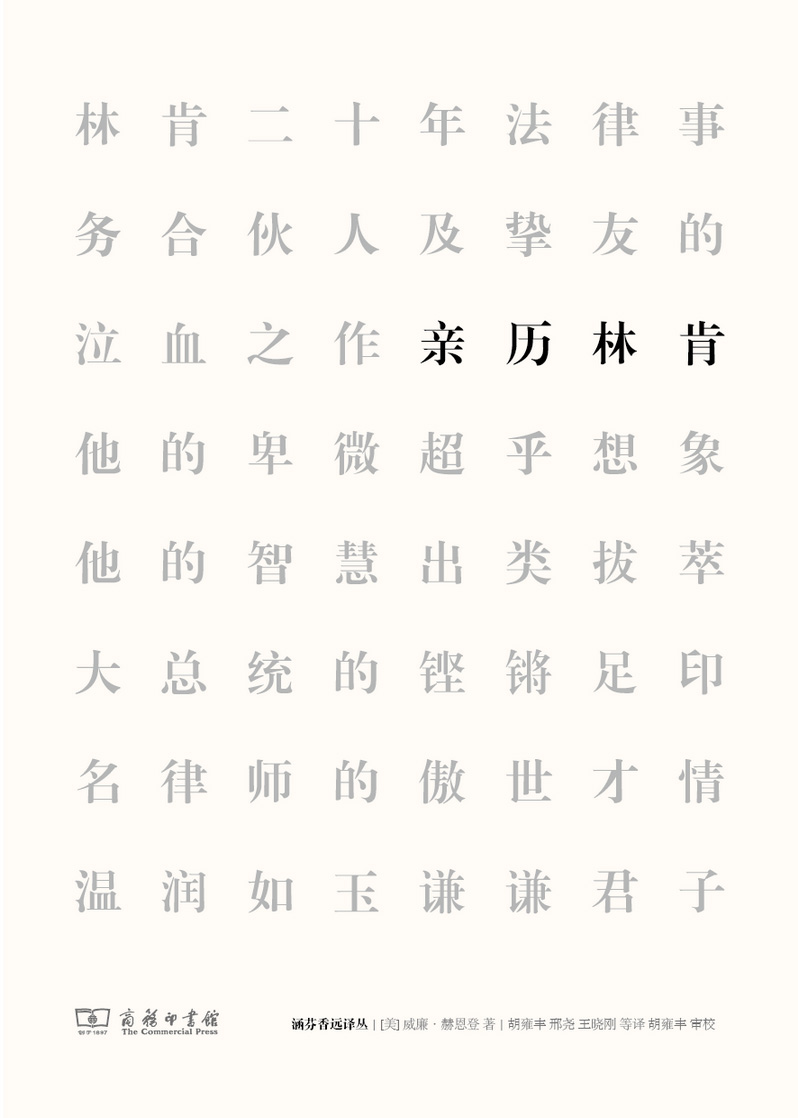 林肯二十年法律事
务合伙人及挚友的
泣血之作亲历林肯
他的卑微超乎想象
他的智慧出类拔萃
大总统的铿锵足印
名律师的傲世才情
温润如玉谦谦君子
创于1897
商務印書館
The Commercial Press
涵芬香远译丛 | [美] 威廉·赫恩登 著 | 胡雍丰 邢尧 王晓刚 等译 胡雍丰 审校